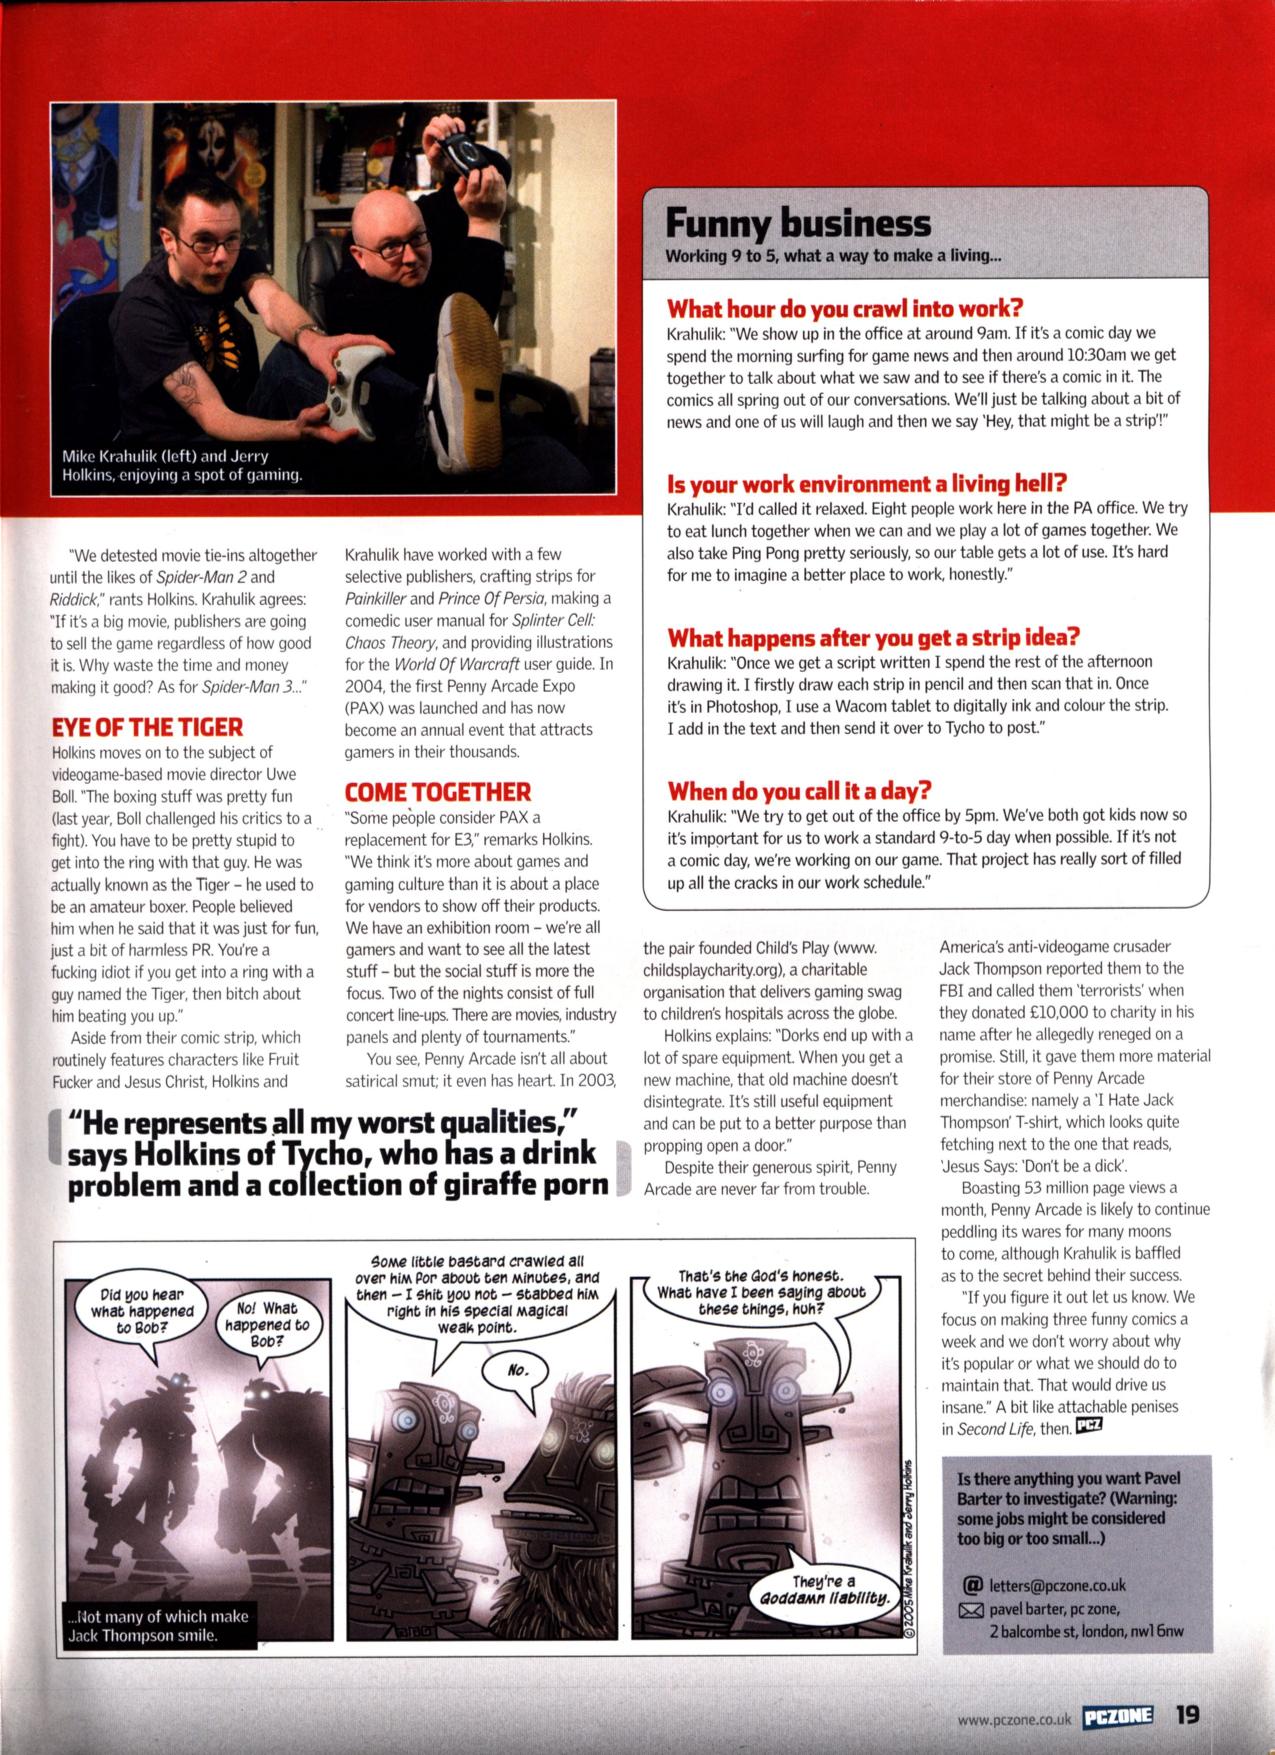 Mike Krahulik (left) and Jerry
Holkins, enjoying a spot of gaming.
"We detested movie tie-ins altogether
until the likes of Spider-Man 2 and
Riddick," rants Holkins. Krahulik agrees:
"If it's a big movie, publishers are going
to sell the game regardless of how good
it is. Why waste the time and money
making it good? As for Spider-Man 3..."
EYE OF THE TIGER
Holkins moves on to the subject of
videogame-based movie director Uwe
Boll. "The boxing stuff was pretty fun
(last year, Boll challenged his critics to a
fight). You have to be pretty stupid to
get into the ring with that guy. He was
actually known as the Tiger – he used to
be an amateur boxer. People believed
him when he said that it was just for fun,
just a bit of harmless PR. You're a
fucking idiot if you get into a ring with a
guy named the Tiger, then bitch about
him beating you up."
Aside from their comic strip, which
routinely features characters like Fruit
Fucker and Jesus Christ, Holkins and
Krahulik have worked with a few
selective publishers, crafting strips for
Painkiller and Prince Of Persia, making a
comedic user manual for Splinter Cell:
Chaos Theory, and providing illustrations
for the World Of Warcraft user guide. In
2004, the first Penny Arcade Expo
(PAX) was launched and has now
become an annual event that attracts
gamers in their thousands.
COME TOGETHER
"Some people consider PAX a
replacement for E3," remarks Holkins.
"We think it's more about games and
gaming culture than it is about a place
for vendors to show off their products.
We have an exhibition room – we're all
gamers and want to see all the latest
stuff – but the social stuff is more the
focus. Two of the nights consist of full
concert line-ups. There are movies, industry
panels and plenty of tournaments."
You see, Penny Arcade isn't all about
satirical smut; it even has heart. In 2003,
"He represents all my worst qualities,"
says Holkins of Tycho, who has a drink
problem and a collection of giraffe porn
Funny business
Working 9 to 5, what a way to make a living...
What hour do you crawl into work?
Krahulik: "We show up in the office at around 9am. If it's a comic day we
spend the morning surfing for game news and then around 10:30am we get
together to talk about what we saw and to see if there's a comic in it. The
comics all spring out of our conversations. We'll just be talking about a bit of
news and one of us will laugh and then we say 'Hey, that might be a strip'!"
Is your work environment a living hell?
Krahulik: "I'd called it relaxed. Eight people work here in the PA office. We try
to eat lunch together when we can and we play a lot of games together. We
also take Ping Pong pretty seriously, so our table gets a lot of use. It's hard
for me to imagine a better place to work, honestly."
What happens after you get a strip idea?
Krahulik: "Once we get a script written I spend the rest of the afternoon
drawing it. I firstly draw each strip in pencil and then scan that in. Once
it's in Photoshop, I use a Wacom tablet to digitally ink and colour the strip.
I add in the text and then send it over to Tycho to post."
When do you call it a day?
Krahulik: "We try to get out of the office by 5pm. We've both got kids now so
it's important for us to work a standard 9-to-5 day when possible. If it's not
a comic day, we're working on our game. That project has really sort of filled
up all the cracks in our work schedule."
the pair founded Child's Play (www.
childsplaycharity.org), a charitable
organisation that delivers gaming swag
to children's hospitals across the globe.
Holkins explains: "Dorks end up with a
lot of spare equipment. When you get a
new machine, that old machine doesn't
disintegrate. It's still useful equipment
and can be put to a better purpose than
propping open a door."
Despite their generous spirit, Penny
Arcade are never far from trouble.
America's anti-videogame crusader
Jack Thompson reported them to the
FBI and called them 'terrorists' when
they donated £10,000 to charity in his
name after he allegedly reneged on a
promise. Still, it gave them more material
for their store of Penny Arcade
merchandise: namely a 'I Hate Jack
Thompson' T-shirt, which looks quite
fetching next to the one that reads,
'Jesus Says: 'Don't be a dick'.
Boasting 53 million page views a
month, Penny Arcade is likely to continue
peddling its wares for many moons
to come, although Krahulik is baffled
as to the secret behind their success.
"If you figure it out let us know. We
focus on making three funny comics a
week and we don't worry about why
it's popular or what we should do to
maintain that. That would drive us
insane." A bit like attachable penises
in Second Life, then. PCZ
Did you hear
what happened
to Bob?
No! What
happened to
Bob?
Some little bastard crawled all
over him for about ten minutes, and
then – I shit you not – stabbed him
right in his special magical
weak point.
No.
That's the God's honest.
What have I been saying about
these things, huh?
They're a
Goddamn liability.
© 2005 Mike Krahulik and Jerry Holkins
...Not many of which make
Jack Thompson smile.
Is there anything you want Pavel
Barter to investigate? (Warning:
some jobs might be considered
too big or too small...)
@ letters@pczone.co.uk
pavel barter, pc zone,
2 balcombe st, london, nw1 6nw
www.pczone.co.uk PCZONE 19